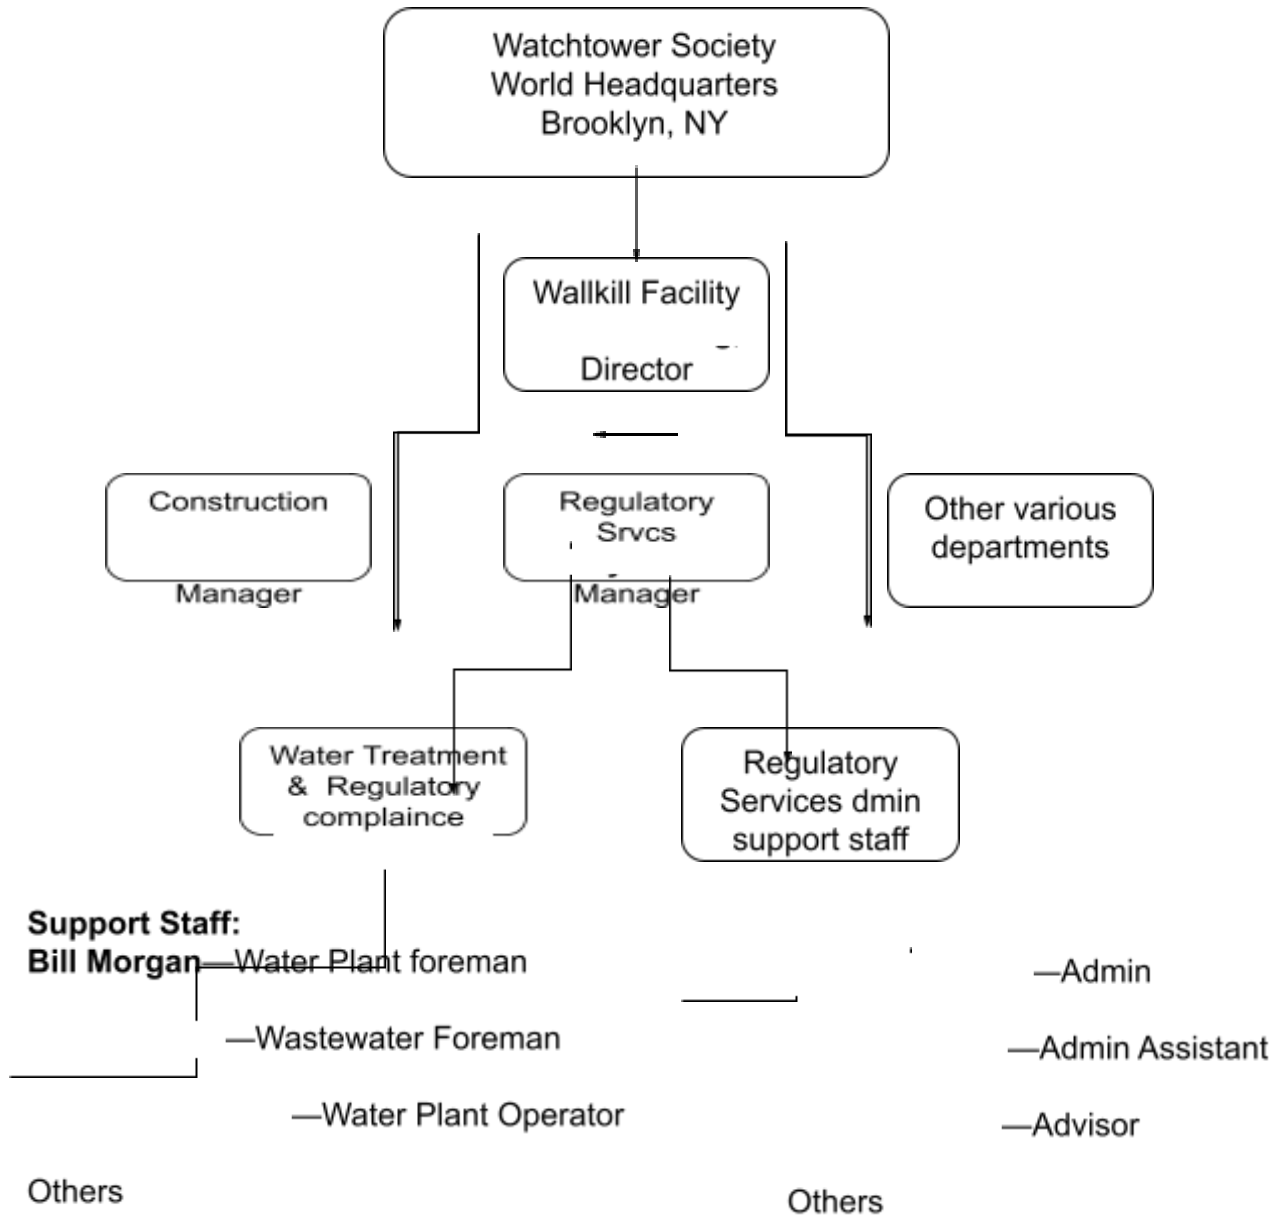 Watchtower Society
World Headquarters
Brooklyn, NY
Wallkill Facility
Director
Construction
Manager
Regulatory
Srvcs
Manager
Other various
departments
Water Treatment
& Regulatory
complaince
Regulatory
Services dmin
support staff
Support Staff:
Bill Morgan—Water Plant foreman
—Wastewater Foreman
—Water Plant Operator
Others
—Admin
—Admin Assistant
—Advisor
Others